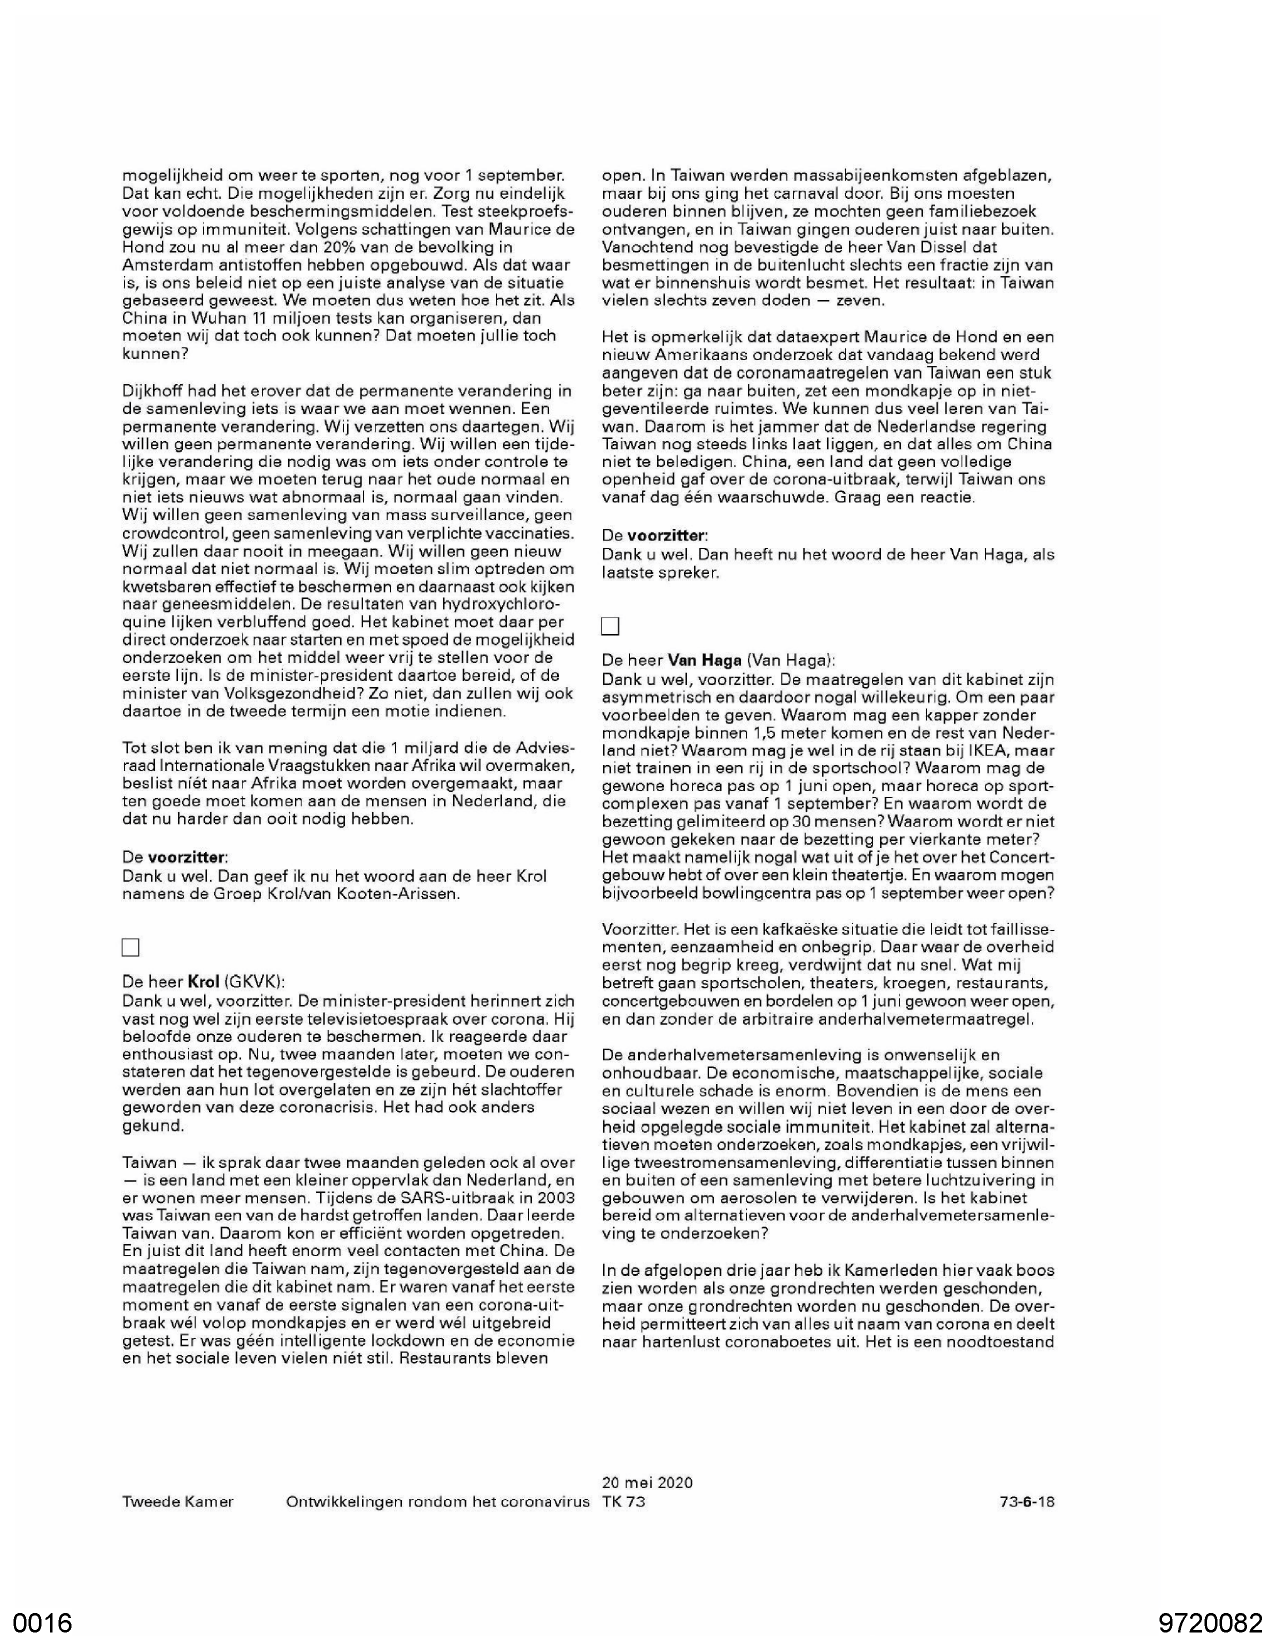 mogelijkheid om weer te sporten, nog voor 1 september.
Dat kan echt. Die mogelijkheden zijn er. Zorg nu eindelijk
voor voldoende beschermingsmiddelen. Test steekproefs-
gewijs op immuniteit. Volgens schattingen van Maurice de
Hond zou nu al meer dan 20% van de bevolking in
Amsterdam antistoffen hebben opgebouwd. Als dat waar
is, is ons beleid niet op een juiste analyse van de situatie
gebaseerd geweest. We moeten dus weten hoe het zit. Als
China in Wuhan 11 miljoen tests kan organiseren, dan
moeten wij dat toch ook kunnen? Dat moeten jullie toch
kunnen?
Dijkhoff had het erover dat de permanente verandering in
de samenleving iets is waar we aan moet wennen. Een
permanente verandering. Wij verzetten ons daartegen. Wij
willen geen permanente verandering. Wij willen een tijde-
lijke verandering die nodig was om iets onder controle te
krijgen, maar we moeten terug naar het oude normaal en
niet iets nieuws wat abnormaal is, normaal gaan vinden.
Wij willen geen samenleving van mass surveillance, geen
crowdcontrol, geen samenleving van verplichte vaccinaties.
Wij zullen daar nooit in meegaan. Wij willen geen nieuw
normaal dat niet normaal is. Wij moeten slim optreden om
kwetsbaren effectief te beschermen en daarnaast ook kijken
naar geneesmiddelen. De resultaten van hydroxychloro-
quine lijken verbluffend goed. Het kabinet moet daar per
direct onderzoek naar starten en met spoed de mogelijkheid
onderzoeken om het middel weer vrij te stellen voor de
eerste lijn. Is de minister-president daartoe bereid, of de
minister van Volksgezondheid? Zo niet, dan zullen wij ook
daartoe in de tweede termijn een motie indienen.
Tot slot ben ik van mening dat die 1 miljard die de Advies-
raad Internationale Vraagstukken naar Afrika wil overmaken,
beslist níét naar Afrika moet worden overgemaakt, maar
ten goede moet komen aan de mensen in Nederland, die
dat nu harder dan ooit nodig hebben.
De voorzitter:
Dank u wel. Dan geef ik nu het woord aan de heer Krol
namens de Groep Krol/van Kooten-Arissen.
De heer Krol (GKVK):
Dank u wel, voorzitter. De minister-president herinnert zich
vast nog wel zijn eerste televisietoespraak over corona. Hij
beloofde onze ouderen te beschermen. Ik reageerde daar
enthousiast op. Nu, twee maanden later, moeten we con-
stateren dat het tegenovergestelde is gebeurd. De ouderen
werden aan hun lot overgelaten en ze zijn hét slachtoffer
geworden van deze coronacrisis. Het had ook anders
gekund.
Taiwan — ik sprak daar twee maanden geleden ook al over
— is een land met een kleiner oppervlak dan Nederland, en
er wonen meer mensen. Tijdens de SARS-uitbraak in 2003
was Taiwan een van de hardst getroffen landen. Daar leerde
Taiwan van. Daarom kon er efficiënt worden opgetreden.
En juist dit land heeft enorm veel contacten met China. De
maatregelen die Taiwan nam, zijn tegenovergesteld aan de
maatregelen die dit kabinet nam. Er waren vanaf het eerste
moment en vanaf de eerste signalen van een corona-uit-
braak wél volop mondkapjes en er werd wél uitgebreid
getest. Er was géén intelligente lockdown en de economie
en het sociale leven vielen niét stil. Restaurants bleven
open. In Taiwan werden massabijeenkomsten afgeblazen,
maar bij ons ging het carnaval door. Bij ons moesten
ouderen binnen blijven, ze mochten geen familiebezoek
ontvangen, en in Taiwan gingen ouderen juist naar buiten.
Vanochtend nog bevestigde de heer Van Dissel dat
besmettingen in de buitenlucht slechts een fractie zijn van
wat er binnenshuis wordt besmet. Het resultaat: in Taiwan
vielen slechts zeven doden — zeven.
Het is opmerkelijk dat dataexpert Maurice de Hond en een
nieuw Amerikaans onderzoek dat vandaag bekend werd
aangeven dat de coronamaatregelen van Taiwan een stuk
beter zijn: ga naar buiten, zet een mondkapje op in niet-
geventileerde ruimtes. We kunnen dus veel leren van Tai-
wan. Daarom is het jammer dat de Nederlandse regering
Taiwan nog steeds links laat liggen, en dat alles om China
niet te beledigen. China, een land dat geen volledige
openheid gaf over de corona-uitbraak, terwijl Taiwan ons
vanaf dag één waarschuwde. Graag een reactie.
De voorzitter:
Dank u wel. Dan heeft nu het woord de heer Van Haga, als
laatste spreker.
De heer Van Haga (Van Haga):
Dank u wel, voorzitter. De maatregelen van dit kabinet zijn
asymmetrisch en daardoor nogal willekeurig. Om een paar
voorbeelden te geven. Waarom mag een kapper zonder
mondkapje binnen 1,5 meter komen en de rest van Neder-
land niet? Waarom mag je wel in de rij staan bij IKEA, maar
niet trainen in een rij in de sportschool? Waarom mag de
gewone horeca pas op 1 juni open, maar horeca op sport-
complexen pas vanaf 1 september? En waarom wordt de
bezetting gelimiteerd op 30 mensen? Waarom wordt er niet
gewoon gekeken naar de bezetting per vierkante meter?
Het maakt namelijk nogal wat uit of je het over het Concert-
gebouw hebt of over een klein theatertje. En waarom mogen
bijvoorbeeld bowlingcentra pas op 1 september weer open?
Voorzitter. Het is een kafkaëske situatie die leidt tot faillisse-
menten, eenzaamheid en onbegrip. Daar waar de overheid
eerst nog begrip kreeg, verdwijnt dat nu snel. Wat mij
betreft gaan sportscholen, theaters, kroegen, restaurants,
concertgebouwen en bordelen op 1 juni gewoon weer open,
en dan zonder de arbitraire anderhalvemetermaatregel.
De anderhalvemetersamenleving is onwenselijk en
onhoudbaar. De economische, maatschappelijke, sociale
en culturele schade is enorm. Bovendien is de mens een
sociaal wezen en willen wij niet leven in een door de over-
heid opgelegde sociale immuniteit. Het kabinet zal alterna-
tieven moeten onderzoeken, zoals mondkapjes, een vrijwil-
lige tweestromensamenleving, differentiatie tussen binnen
en buiten of een samenleving met betere luchtzuivering in
gebouwen om aerosolen te verwijderen. Is het kabinet
bereid om alternatieven voor de anderhalvemetersamenle-
ving te onderzoeken?
In de afgelopen drie jaar heb ik Kamerleden hier vaak boos
zien worden als onze grondrechten werden geschonden,
maar onze grondrechten worden nu geschonden. De over-
heid permitteert zich van alles uit naam van corona en deelt
naar hartenlust coronaboetes uit. Het is een noodtoestand
Tweede Kamer Ontwikkelingen rondom het coronavirus
20 mei 2020
TK 73
73-6-18
0016
9720082